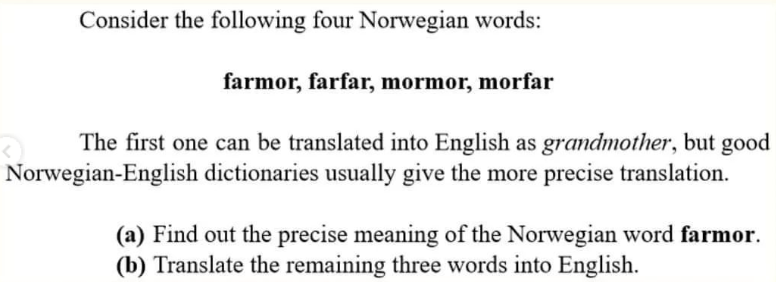 Consider the following four Norwegian words:
farmor, farfar, mormor, morfar
The first one can be translated into English as grandmother, but good
Norwegian-English dictionaries usually give the more precise translation.
(a) Find out the precise meaning of the Norwegian word farmor.
(b) Translate the remaining three words into English.